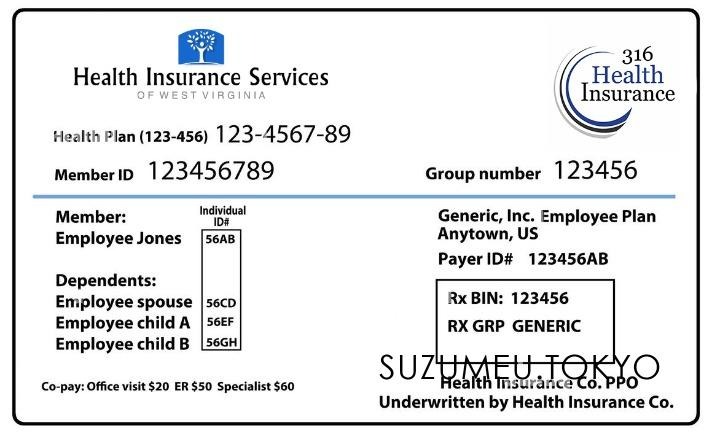 Health Insurance Services
OF WEST VIRGINIA
316
Health
Insurance
Health Plan (123-456) 123-4567-89
Member ID 123456789
Group number 123456
Member:
Individual
ID#
Employee Jones 56AB
Dependents:
Employee spouse 56CD
Employee child A 56EF
Employee child B 56GH
Generic, Inc. Employee Plan
Anytown, US
Payer ID# 123456AB
Rx BIN: 123456
RX GRP GENERIC
SUZUMEU.TOKYO
Co-pay: Office visit $20 ER $50 Specialist $60
Health Insurance Co. PPO
Underwritten by Health Insurance Co.